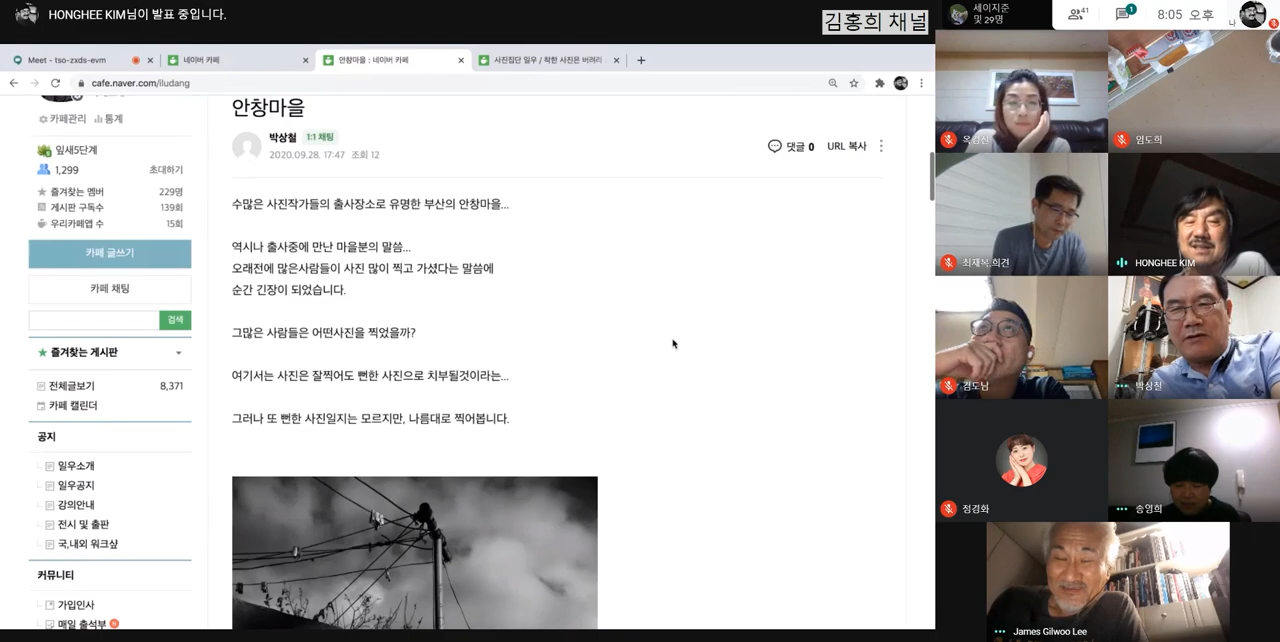 HONGHEE KIM님이 발표 중입니다.
김홍희 채널
세이지준
및 29명
41
1
8:05 오후
나
Meet - tso-zxds-evm
네이버 카페
안창마을 : 네이버 카페
사진집단 일우 / 착한 사진은 버려라
cafe.naver.com/iludang
카페관리
통계
잎새5단계
1,299
초대하기
즐겨찾는 멤버
229명
게시판 구독수
139회
우리카페앱 수
15회
카페 글쓰기
카페 채팅
검색
즐겨찾는 게시판
전체글보기
8,371
카페 캘린더
공지
일우소개
일우공지
강의안내
전시 및 출판
국,내외 워크샾
커뮤니티
가입인사
매일 출석부
안창마을
박상철
1:1 채팅
2020.09.28. 17:47
조회 12
댓글 0
URL 복사
수많은 사진작가들의 출사장소로 유명한 부산의 안창마을...
역시나 출사중에 만난 마을분의 말씀...
오래전에 많은사람들이 사진 많이 찍고 가셨다는 말씀에
순간 긴장이 되었습니다.
그많은 사람들은 어떤사진을 찍었을까?
여기서는 사진은 잘찍어도 뻔한 사진으로 치부될것이라는...
그러나 또 뻔한 사진일지는 모르지만, 나름대로 찍어봅니다.
옥경선
임도희
최재복,희견
HONGHEE KIM
검도남
박상철
정경화
송영희
James Gilwoo Lee